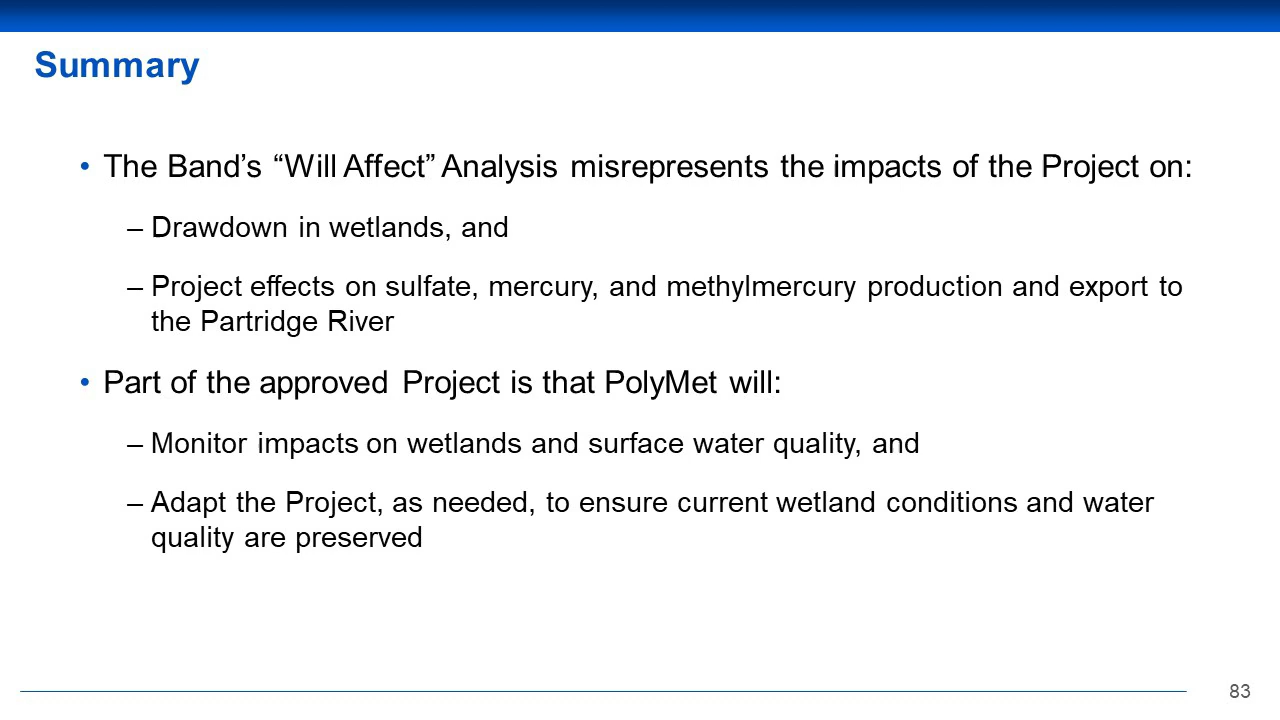 Summary
• The Band’s “Will Affect” Analysis misrepresents the impacts of the Project on:
– Drawdown in wetlands, and
– Project effects on sulfate, mercury, and methylmercury production and export to
the Partridge River
• Part of the approved Project is that PolyMet will:
– Monitor impacts on wetlands and surface water quality, and
– Adapt the Project, as needed, to ensure current wetland conditions and water
quality are preserved
83